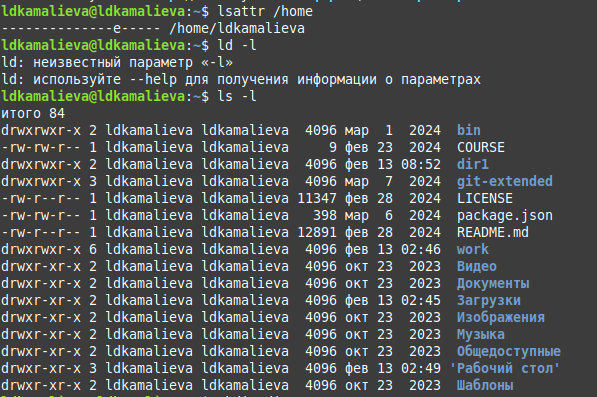 ldkamalieva@ldkamalieva:~$ lsattr /home
--------------e----- /home/ldkamalieva
ldkamalieva@ldkamalieva:~$ ld -l
ld: неизвестный параметр «-l»
ld: используйте --help для получения информации о параметрах
ldkamalieva@ldkamalieva:~$ ls -l
итого 84
drwxrwxr-x 2 ldkamalieva ldkamalieva  4096 мар  1  2024  bin
-rw-rw-r-- 1 ldkamalieva ldkamalieva     9 фев 23  2024  COURSE
drwxrwxr-x 2 ldkamalieva ldkamalieva  4096 фев 13 08:52  dir1
drwxrwxr-x 3 ldkamalieva ldkamalieva  4096 мар  7  2024  git-extended
-rw-r--r-- 1 ldkamalieva ldkamalieva 11347 фев 28  2024  LICENSE
-rw-rw-r-- 1 ldkamalieva ldkamalieva   398 мар  6  2024  package.json
-rw-r--r-- 1 ldkamalieva ldkamalieva 12891 фев 28  2024  README.md
drwxrwxr-x 6 ldkamalieva ldkamalieva  4096 фев 13 02:46  work
drwxr-xr-x 2 ldkamalieva ldkamalieva  4096 окт 23  2023  Видео
drwxr-xr-x 2 ldkamalieva ldkamalieva  4096 окт 23  2023  Документы
drwxr-xr-x 3 ldkamalieva ldkamalieva  4096 фев 13 02:45  Загрузки
drwxr-xr-x 2 ldkamalieva ldkamalieva  4096 окт 23  2023  Изображения
drwxr-xr-x 2 ldkamalieva ldkamalieva  4096 окт 23  2023  Музыка
drwxr-xr-x 2 ldkamalieva ldkamalieva  4096 окт 23  2023  Общедоступные
drwxr-xr-x 3 ldkamalieva ldkamalieva  4096 фев 13 02:49 'Рабочий стол'
drwxr-xr-x 2 ldkamalieva ldkamalieva  4096 окт 23  2023  Шаблоны